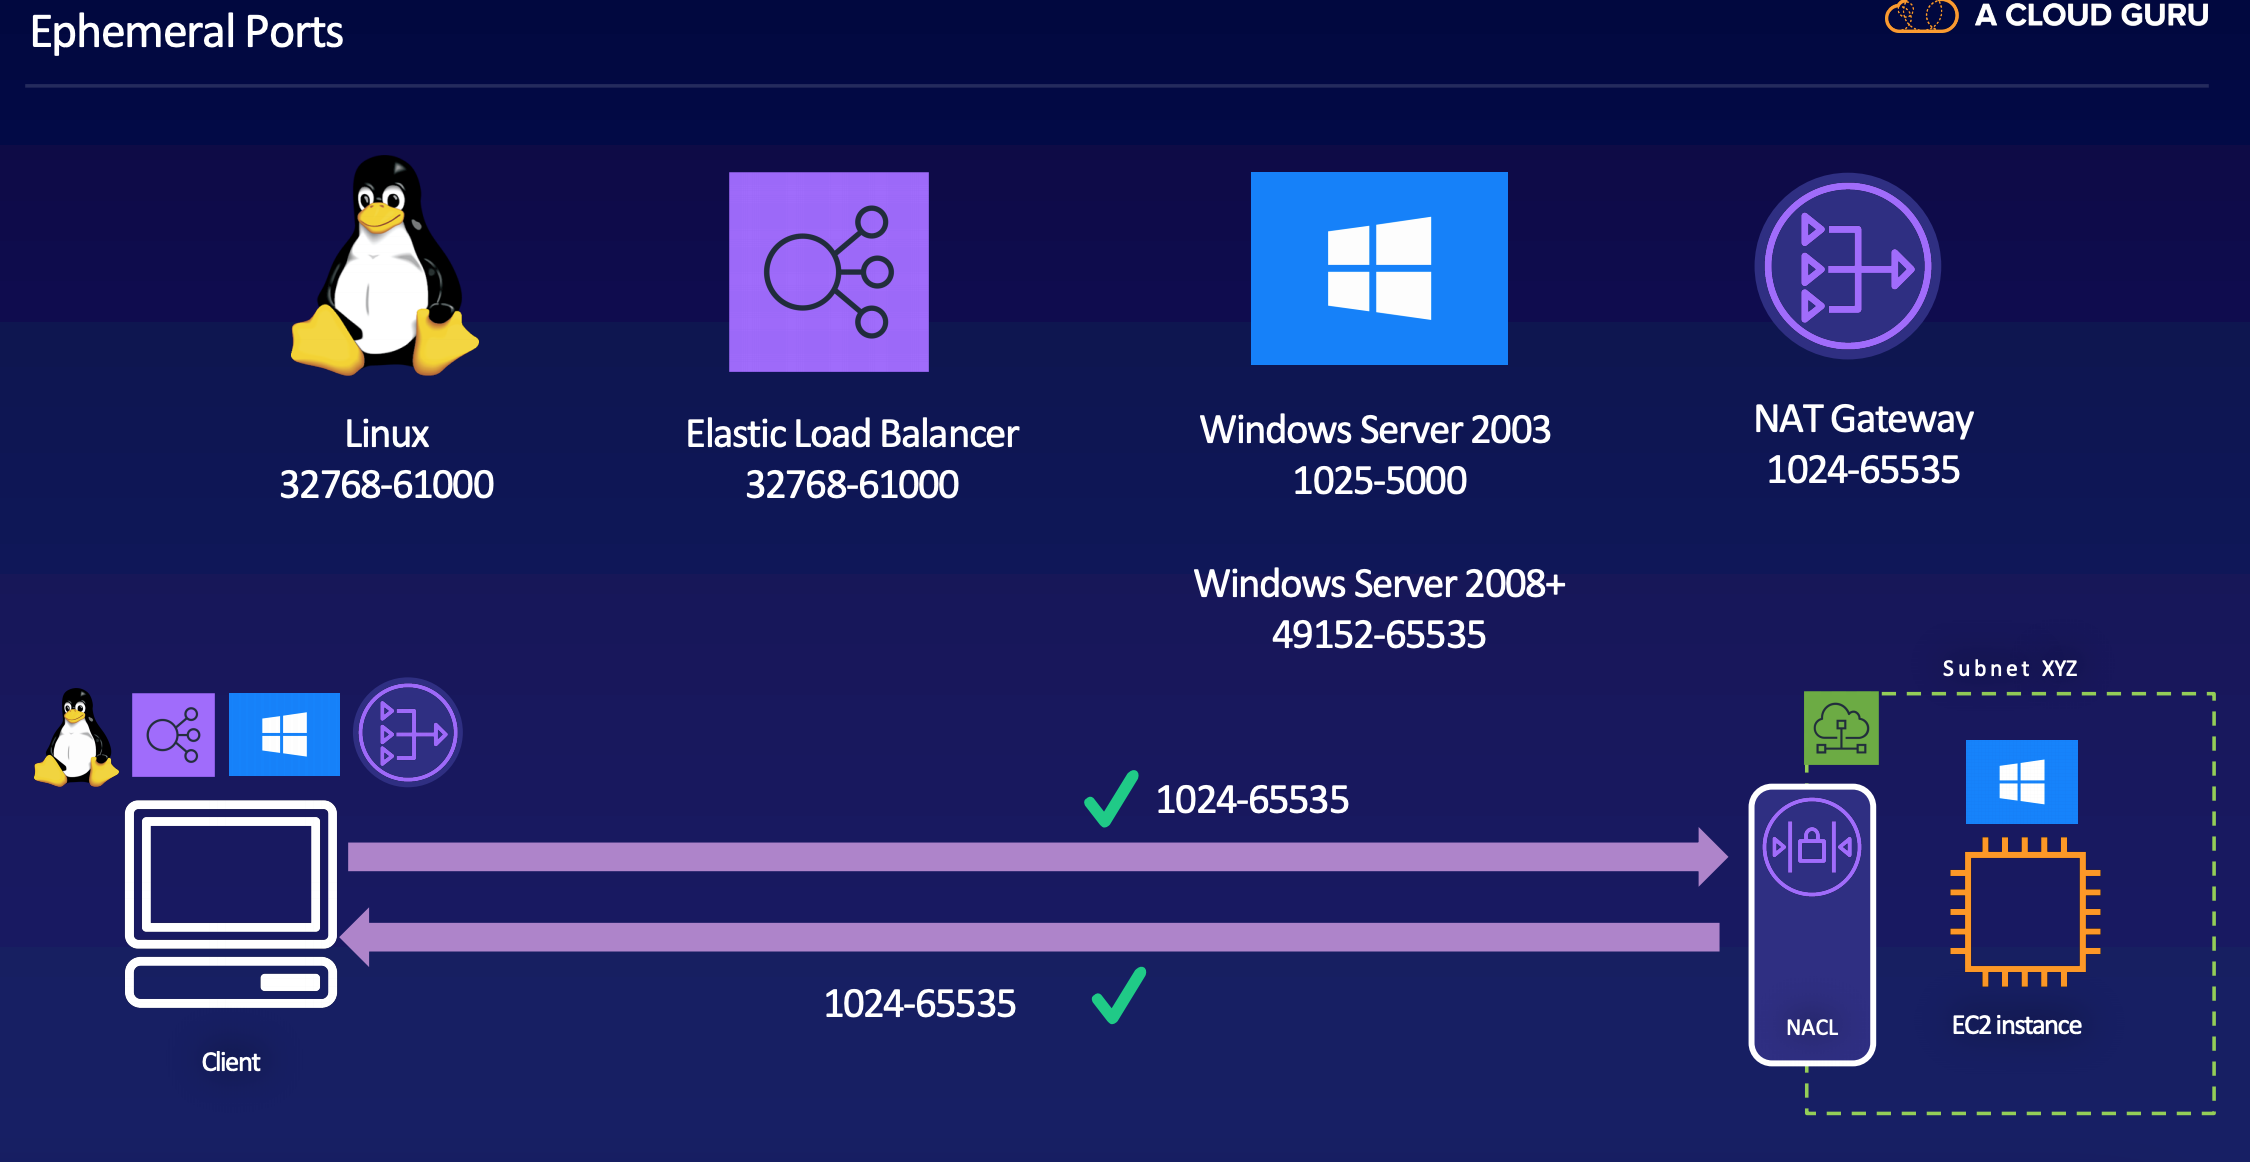 Ephemeral Ports
A CLOUD GURU
Linux
32768-61000
Elastic Load Balancer
32768-61000
Windows Server 2003
1025-5000
NAT Gateway
1024-65535
Windows Server 2008+
49152-65535
Subnet XYZ
1024-65535
1024-65535
NACL
EC2 instance
Client